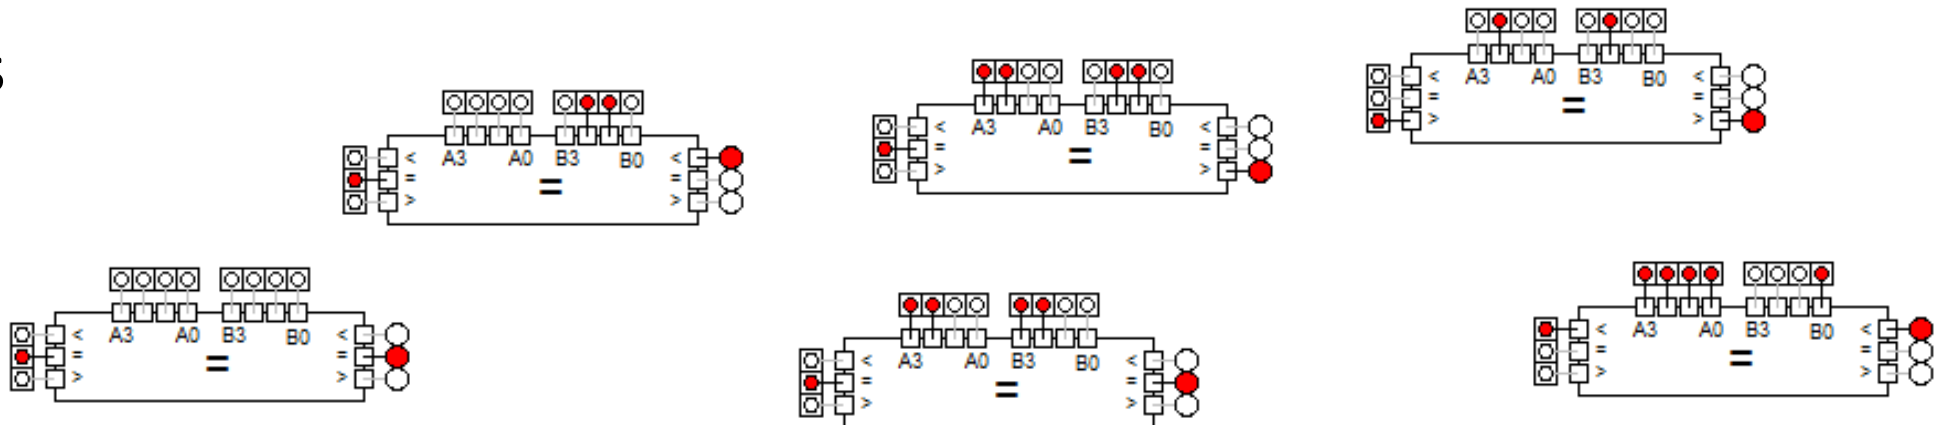 A3 A0 B3 B0
< <
= = =
> >
A3 A0 B3 B0
< <
= = =
> >
A3 A0 B3 B0
< <
= = =
> >
A3 A0 B3 B0
< <
= = =
> >
A3 A0 B3 B0
< <
= = =
> >
A3 A0 B3 B0
< <
= = =
> >